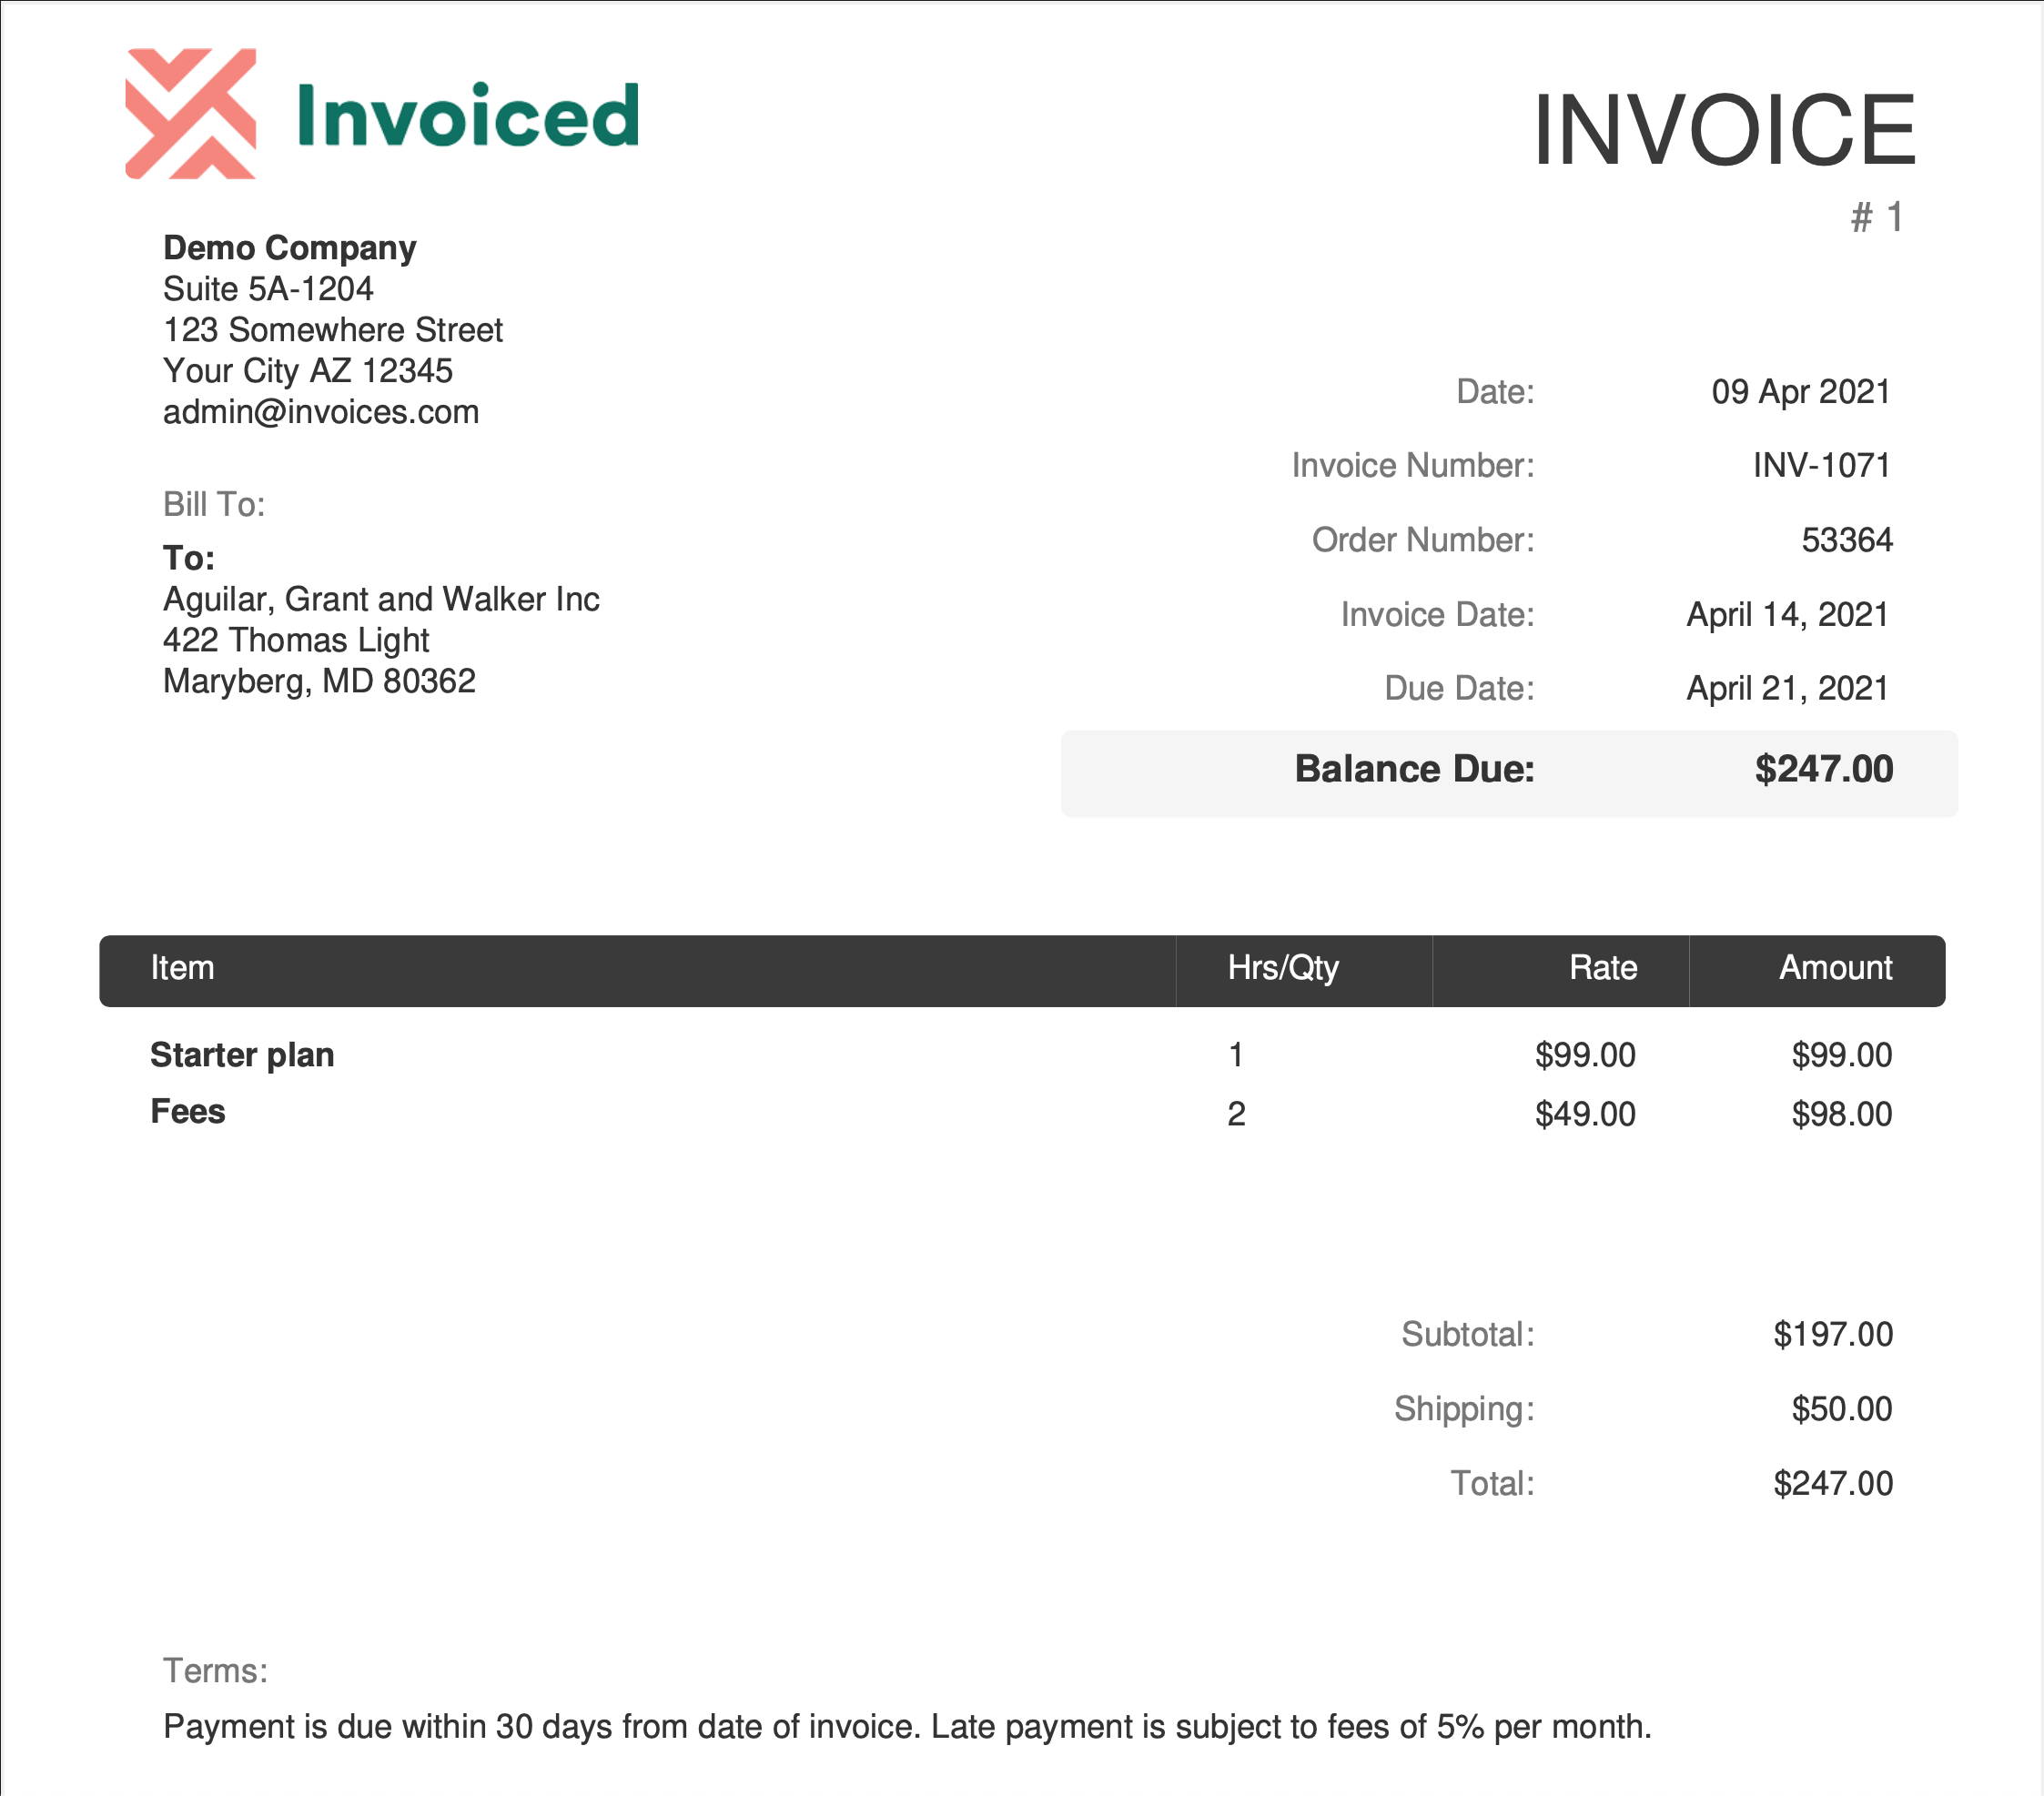 Invoiced
INVOICE
# 1
Demo Company
Suite 5A-1204
123 Somewhere Street
Your City AZ 12345
admin@invoices.com
Bill To:
To:
Aguilar, Grant and Walker Inc
422 Thomas Light
Maryberg, MD 80362
Date: 09 Apr 2021
Invoice Number: INV-1071
Order Number: 53364
Invoice Date: April 14, 2021
Due Date: April 21, 2021
Balance Due: $247.00
Item Hrs/Qty Rate Amount
Starter plan 1 $99.00 $99.00
Fees 2 $49.00 $98.00
Subtotal: $197.00
Shipping: $50.00
Total: $247.00
Terms:
Payment is due within 30 days from date of invoice. Late payment is subject to fees of 5% per month.